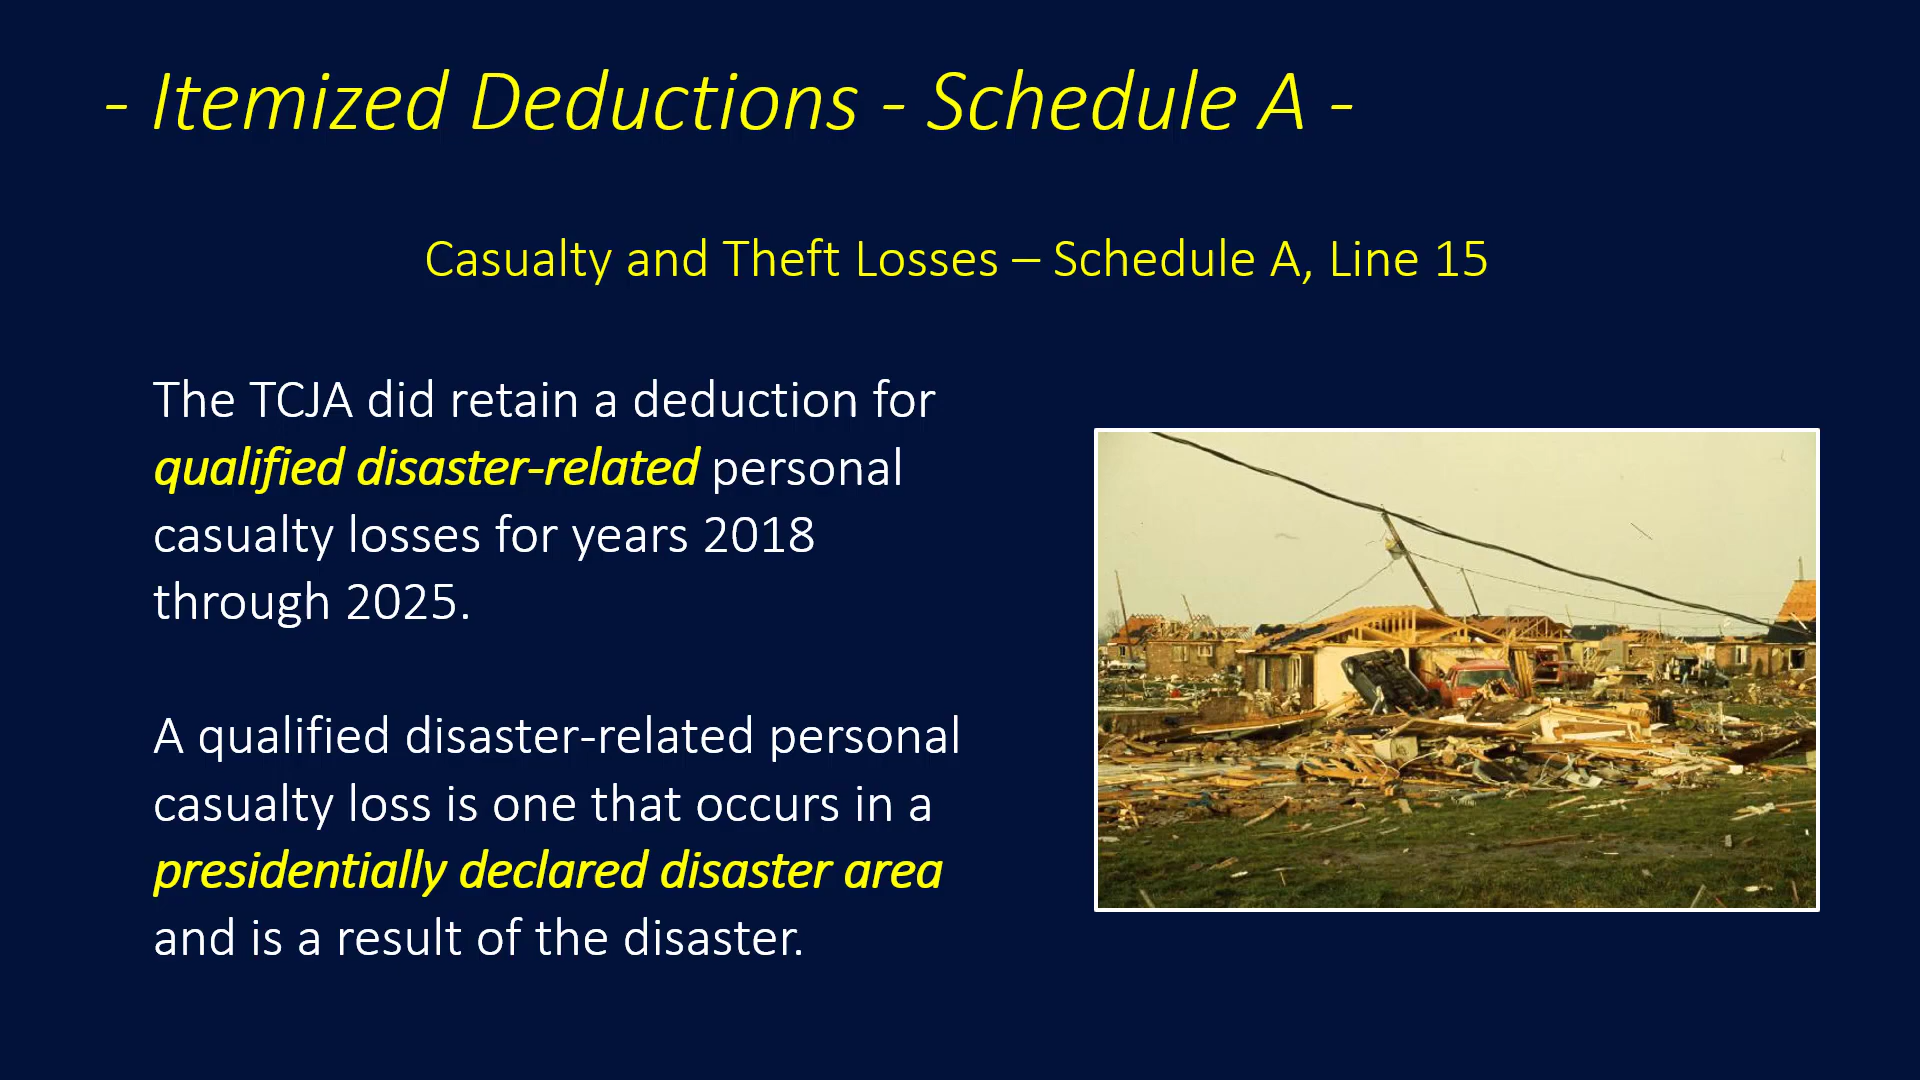 - Itemized Deductions - Schedule A -
Casualty and Theft Losses – Schedule A, Line 15
The TCJA did retain a deduction for
qualified disaster-related personal
casualty losses for years 2018
through 2025.
A qualified disaster-related personal
casualty loss is one that occurs in a
presidentially declared disaster area
and is a result of the disaster.